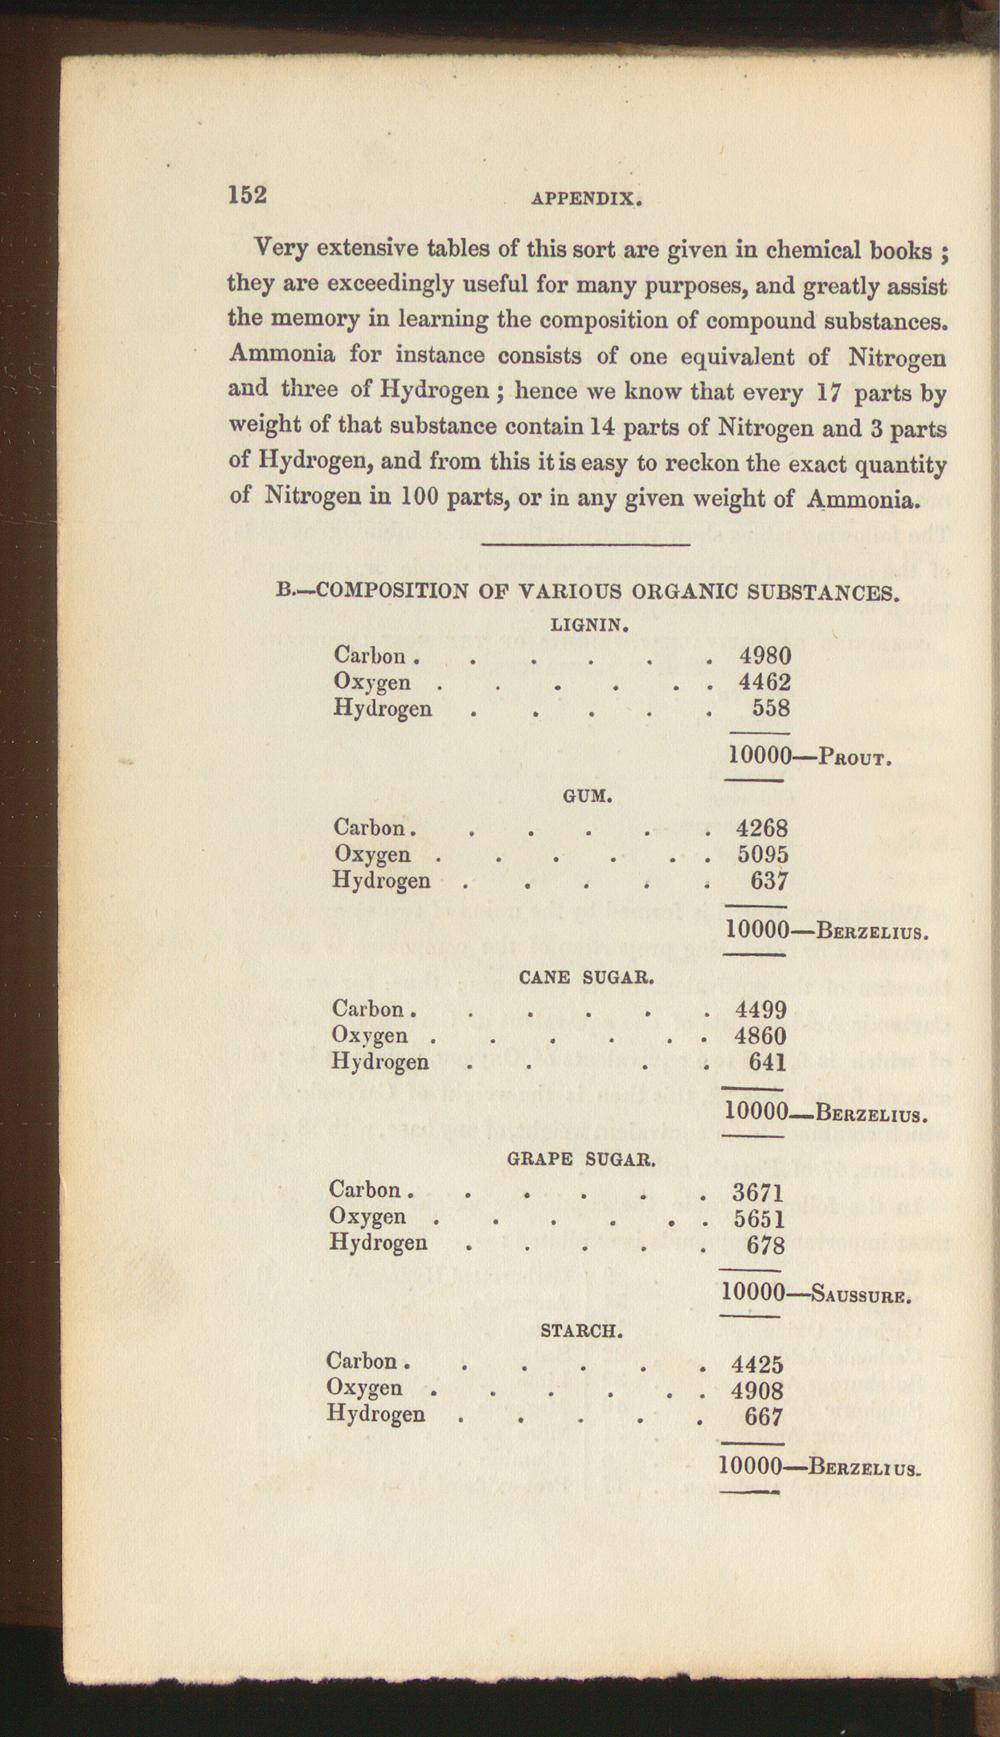 152 APPENDIX.
Very extensive tables of this sort are given in chemical books ;
they are exceedingly useful for many purposes, and greatly assist
the memory in learning the composition of compound substances.
Ammonia for instance consists of one equivalent of Nitrogen
and three of Hydrogen ; hence we know that every 17 parts by
weight of that substance contain 14 parts of Nitrogen and 3 parts
of Hydrogen, and from this it is easy to reckon the exact quantity
of Nitrogen in 100 parts, or in any given weight of Ammonia.
B.—COMPOSITION OF VARIOUS ORGANIC SUBSTANCES.
LIGNIN.
Carbon . . . . . . 4980
Oxygen . . . . . . 4462
Hydrogen . . . . . 558
10000—PROUT.
GUM.
Carbon . . . . . . 4268
Oxygen . . . . . . 5095
Hydrogen . . . . . 637
10000—BERZELIUS.
CANE SUGAR.
Carbon . . . . . . 4499
Oxygen . . . . . . 4860
Hydrogen . . . . 641
10000—BERZELIUS.
GRAPE SUGAR.
Carbon . . . . . . 3671
Oxygen . . . . . . 5651
Hydrogen . . . . . 678
10000—SAUSSURE.
STARCH.
Carbon . . . . . . 4425
Oxygen . . . . . . 4908
Hydrogen . . . . . 667
10000—BERZELIUS.